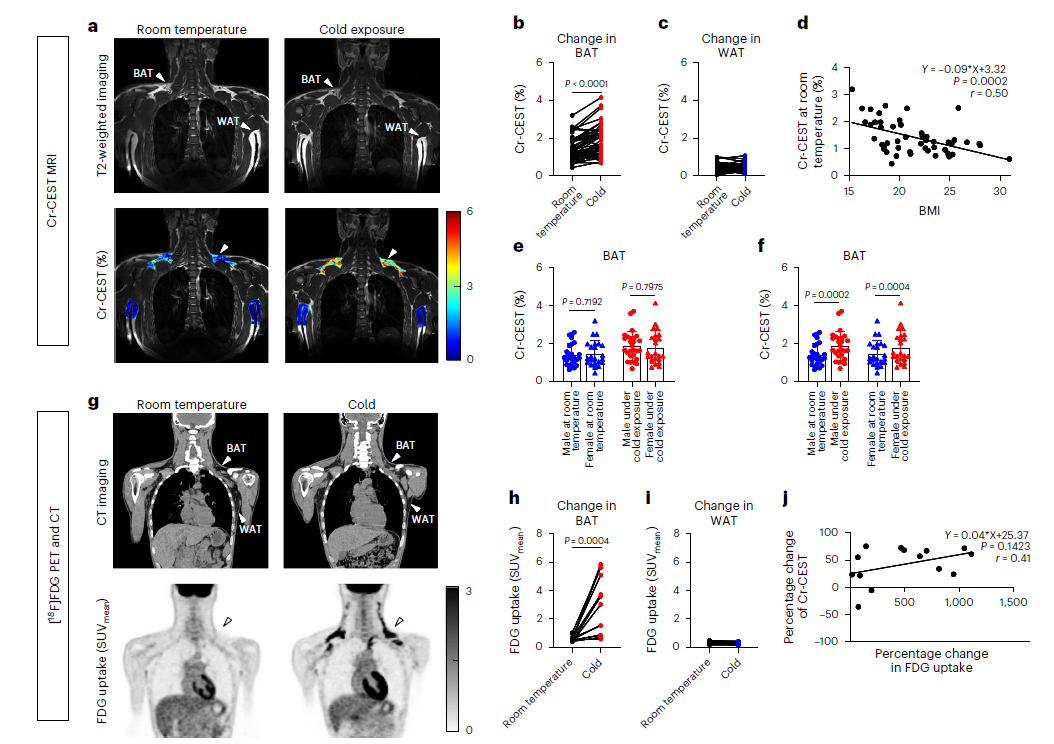 Cr-CEST MRI
a
Room temperature
Cold exposure
T2-weighted imaging
BAT
WAT
BAT
WAT
Cr-CEST (%)
6
3
0
b
Change in
BAT
P < 0.0001
Cr-CEST (%)
6
4
2
0
Room
temperature
Cold
c
Change in
WAT
Cr-CEST (%)
6
4
2
0
Room
temperature
Cold
d
Y = −0.09*X+3.32
P = 0.0002
r = 0.50
Cr-CEST at room
temperature (%)
4
3
2
1
0
15
20
25
30
BMI
e
BAT
Cr-CEST (%)
6
4
2
0
P = 0.7192
P = 0.7975
Male at room
temperature
Female at room
temperature
Male under
cold exposure
Female under
cold exposure
f
BAT
Cr-CEST (%)
6
4
2
0
P = 0.0002
P = 0.0004
Male at room
temperature
Male under
cold exposure
Female at room
temperature
Female under
cold exposure
[18F]FDG PET and CT
g
Room temperature
Cold
CT imaging
BAT
WAT
BAT
WAT
FDG uptake (SUVmean)
3
0
h
Change in
BAT
P = 0.0004
FDG uptake (SUVmean)
8
6
4
2
0
Room temperature
Cold
i
Change in
WAT
FDG uptake (SUVmean)
8
6
4
2
0
Room temperature
Cold
j
Y = 0.04*X+25.37
P = 0.1423
r = 0.41
Percentage change
of Cr-CEST
100
50
0
−50
−100
500
1,000
1,500
Percentage change
in FDG uptake